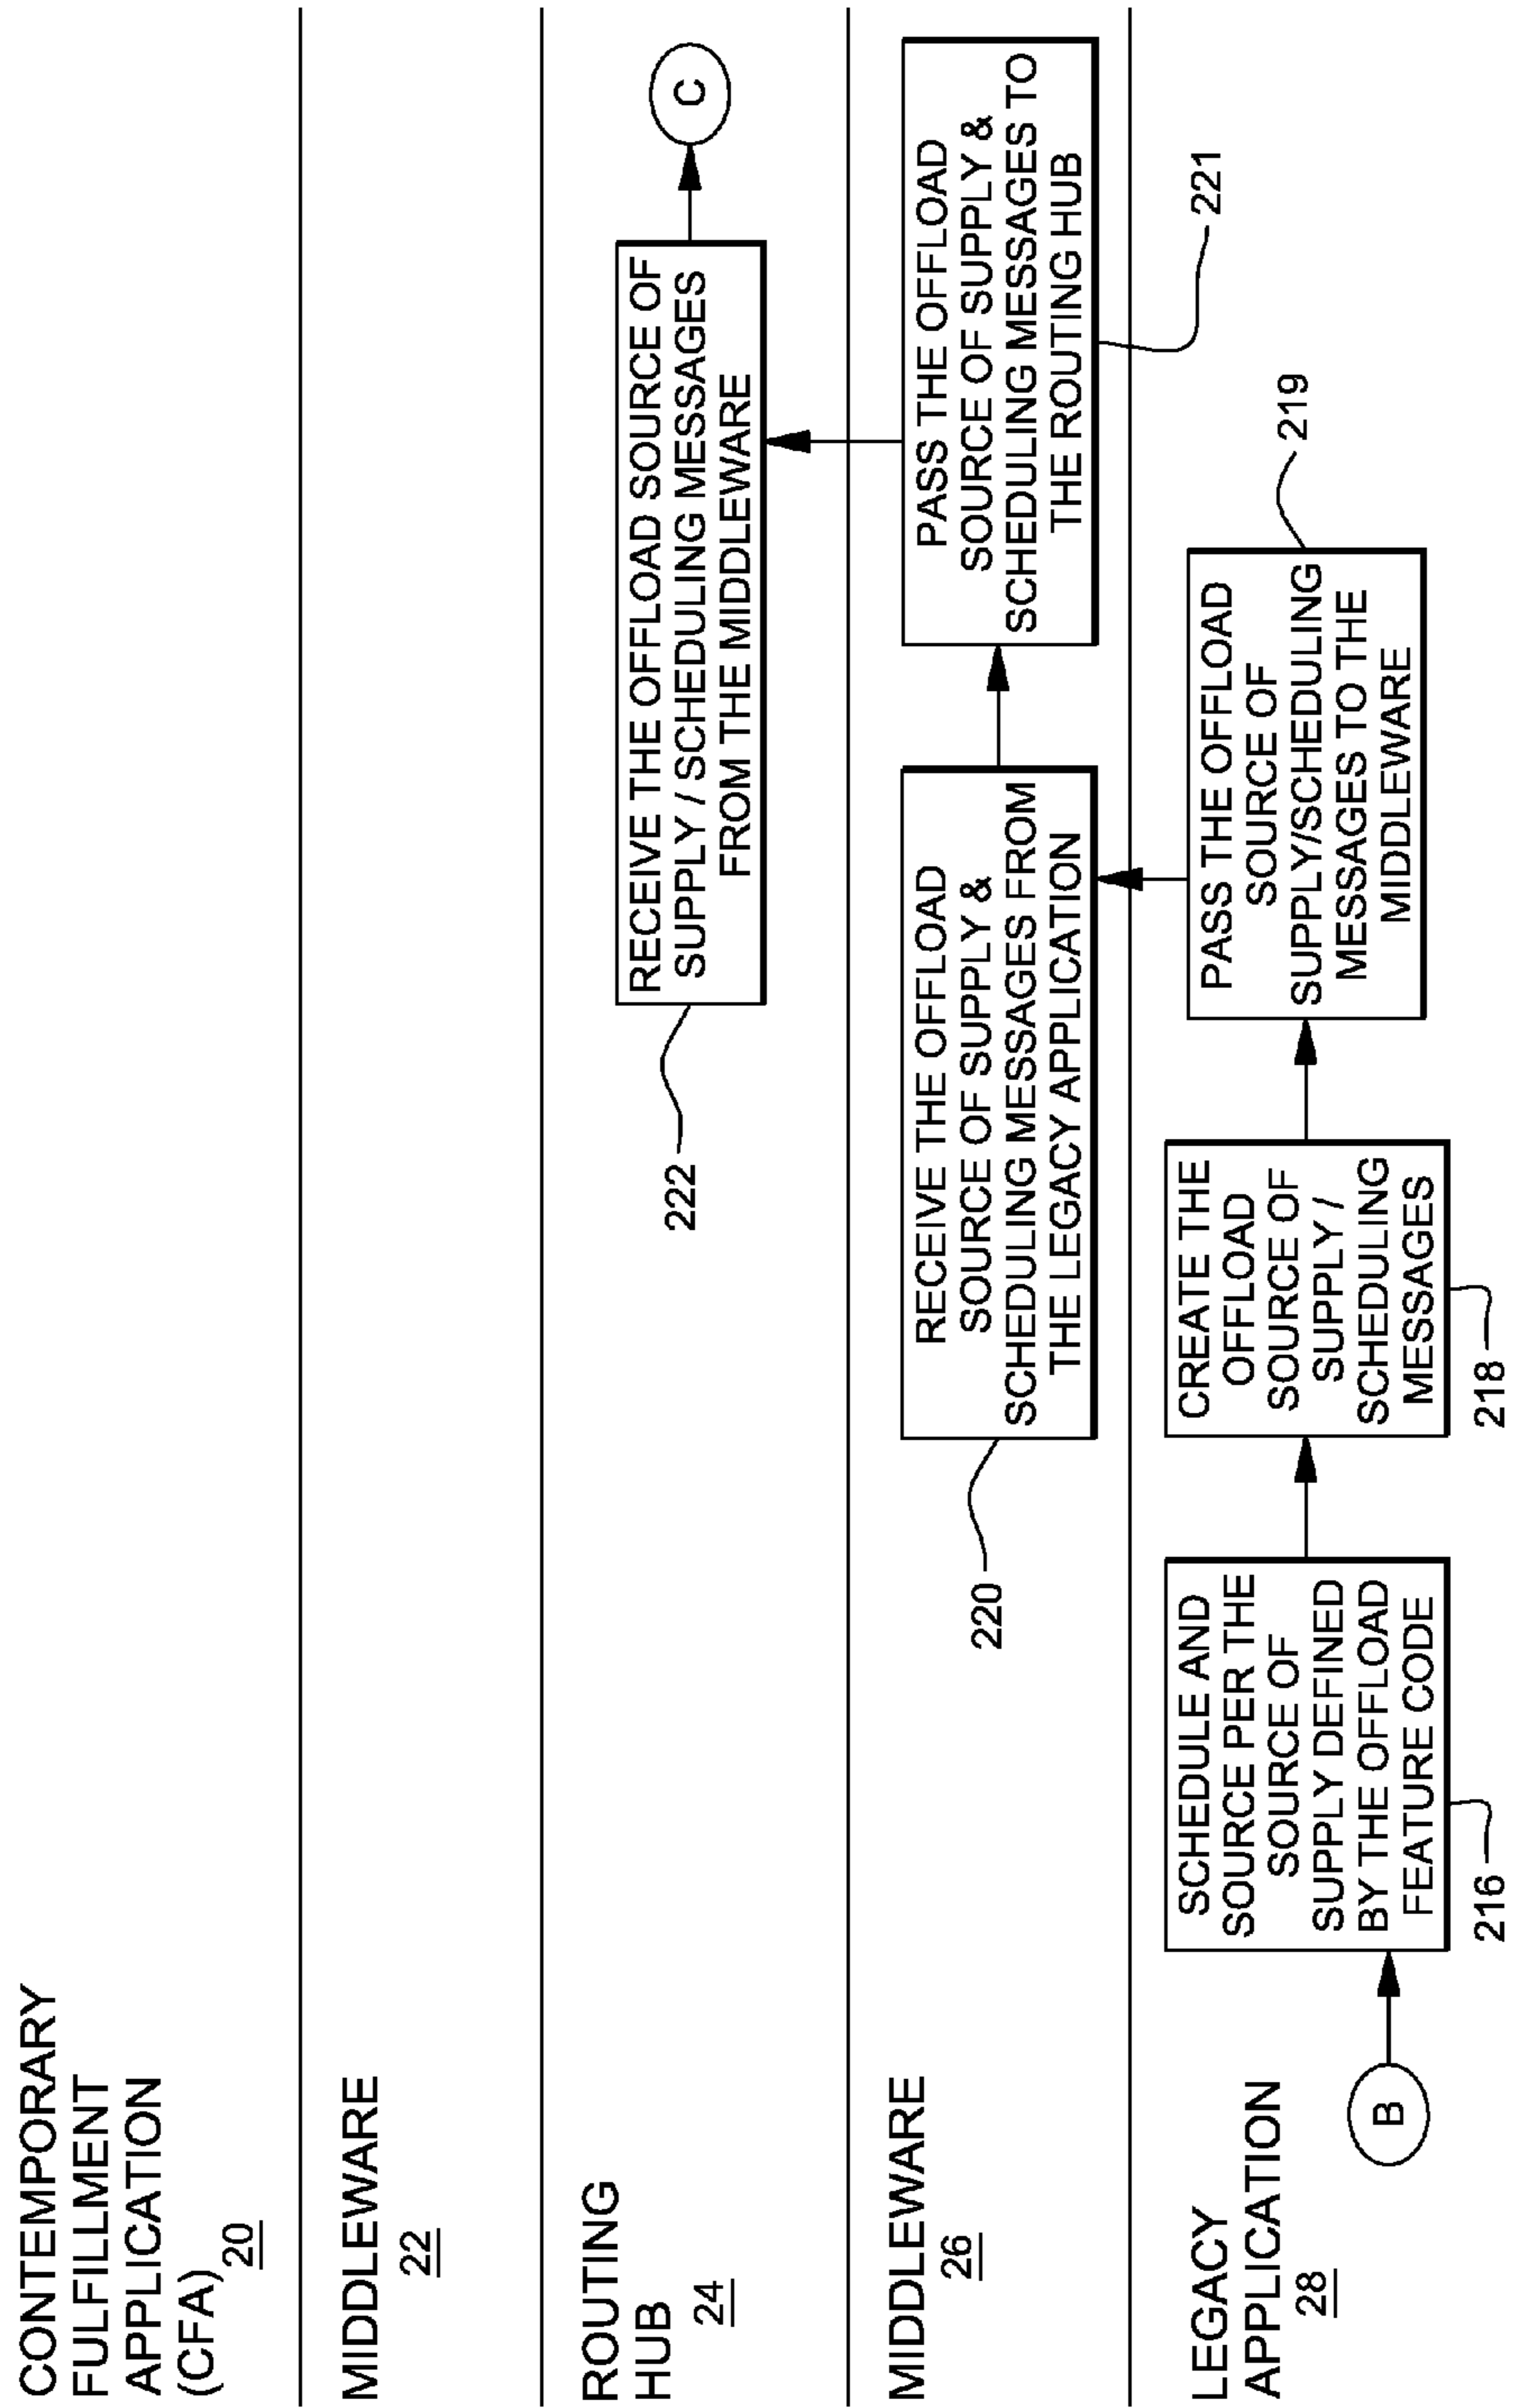 CONTEMPORARY
FULFILLMENT
APPLICATION
(CFA)
20
MIDDLEWARE
22
ROUTING
HUB
24
RECEIVE THE OFFLOAD SOURCE OF
SUPPLY / SCHEDULING MESSAGES
FROM THE MIDDLEWARE
222
C
MIDDLEWARE
26
RECEIVE THE OFFLOAD
SOURCE OF SUPPLY &
SCHEDULING MESSAGES FROM
THE LEGACY APPLICATION
220
PASS THE OFFLOAD
SOURCE OF SUPPLY &
SCHEDULING MESSAGES TO
THE ROUTING HUB
221
LEGACY
APPLICATION
28
B
SCHEDULE AND
SOURCE PER THE
SOURCE OF
SUPPLY DEFINED
BY THE OFFLOAD
FEATURE CODE
216
CREATE THE
OFFLOAD
SOURCE OF
SUPPLY /
SCHEDULING
MESSAGES
218
PASS THE OFFLOAD
SOURCE OF
SUPPLY/SCHEDULING
MESSAGES TO THE
MIDDLEWARE
219